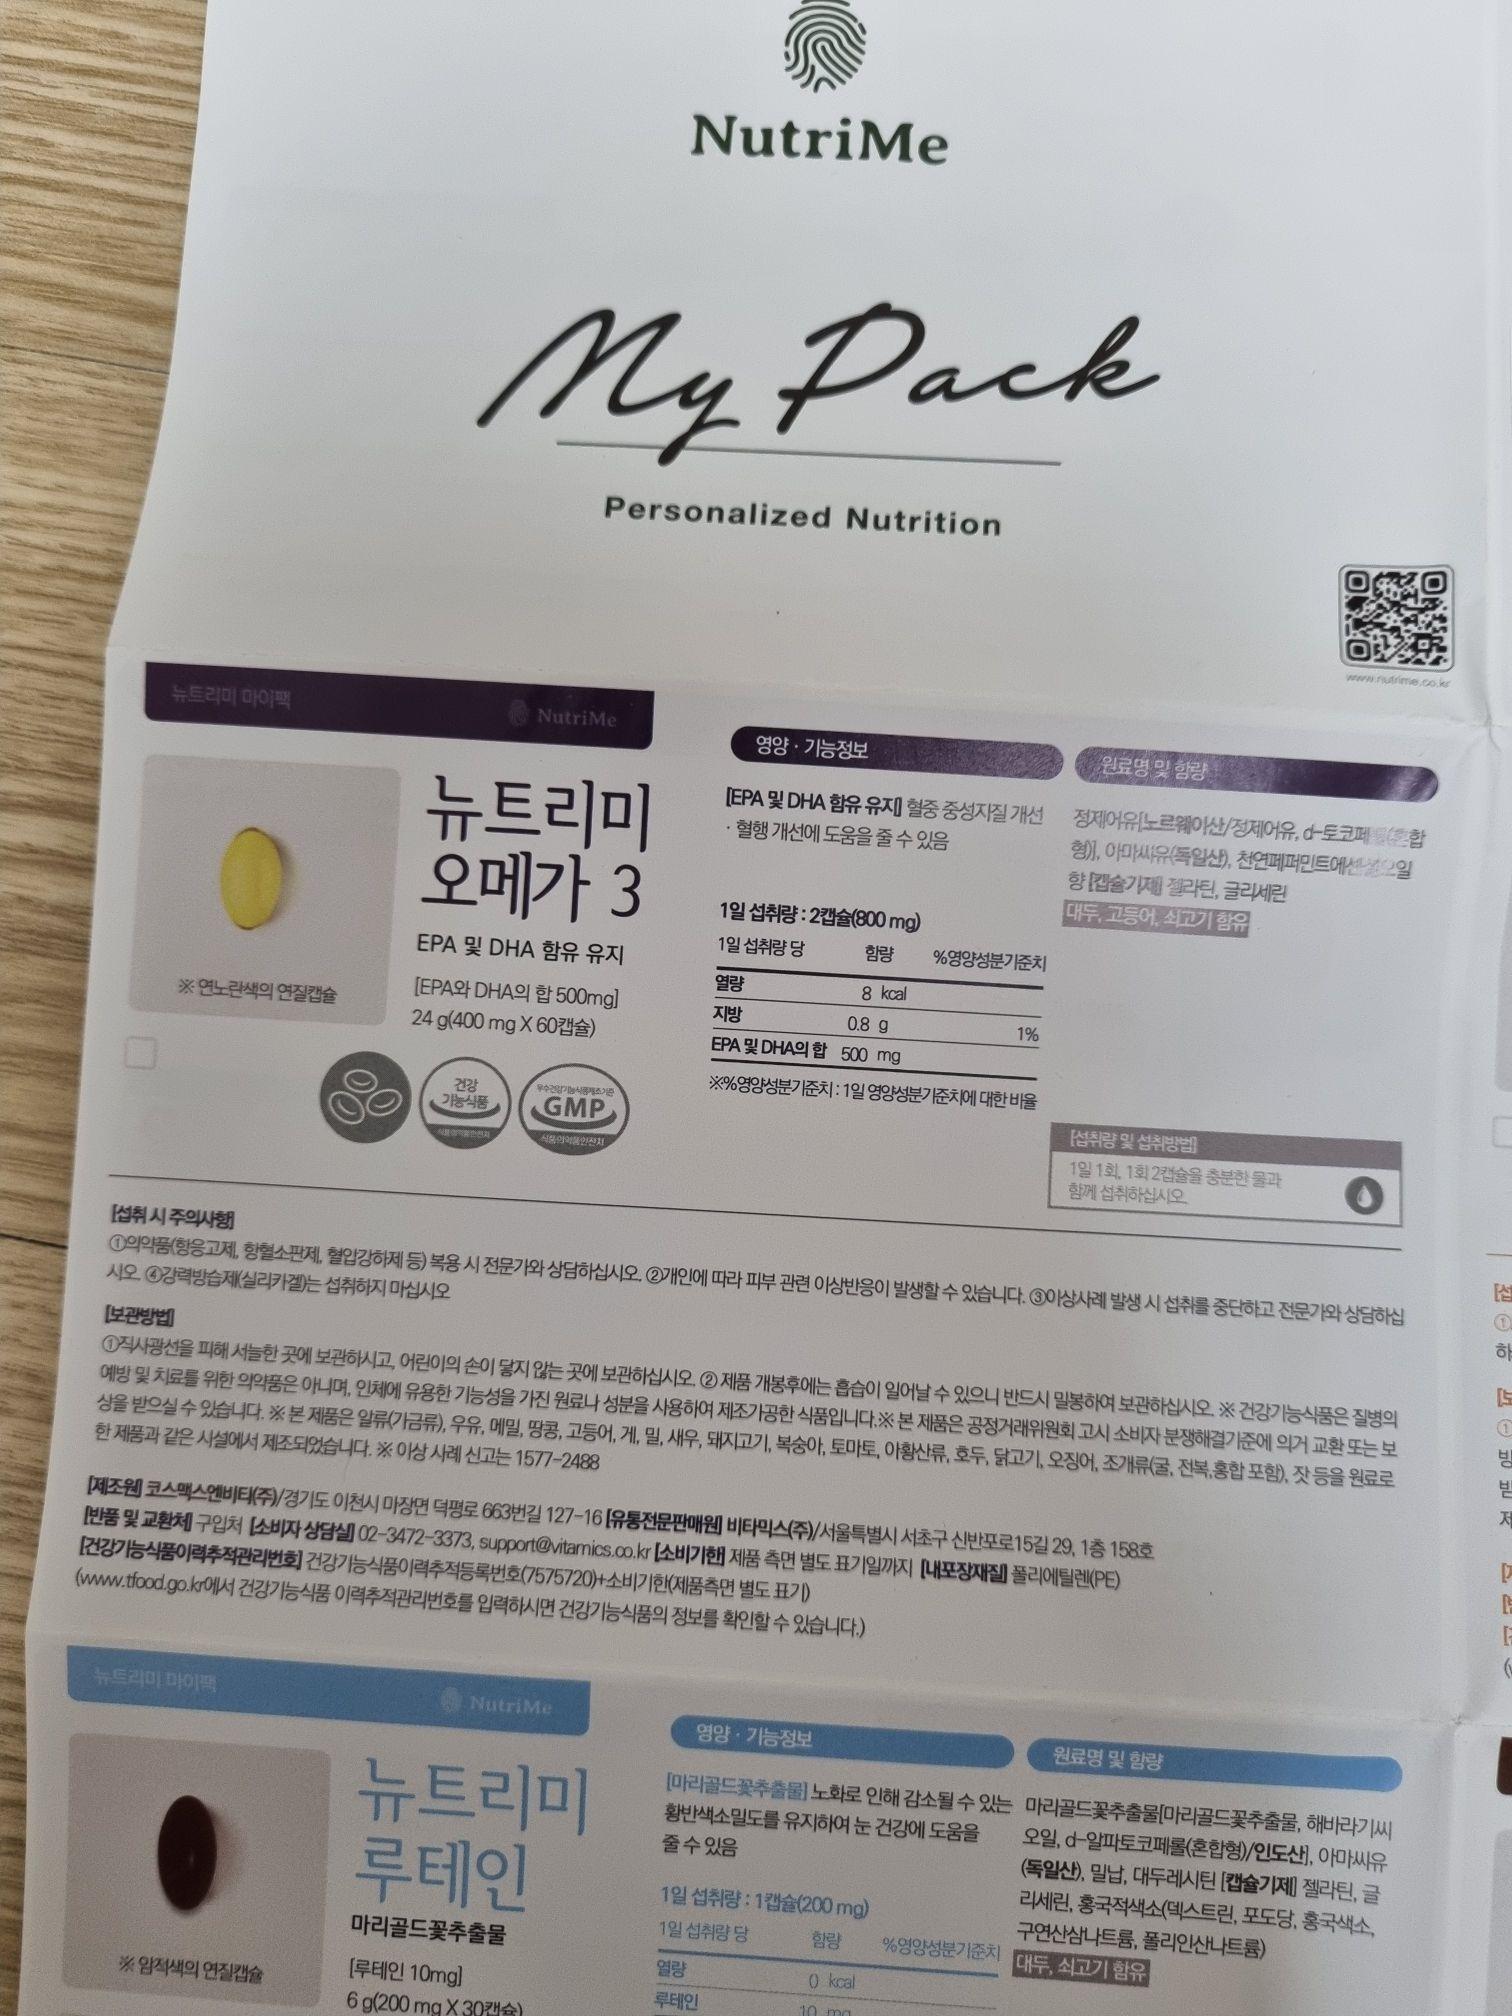 NutriMe
My Pack
Personalized Nutrition
www.nutrime.co.kr
뉴트리미 마이팩
NutriMe
뉴트리미
오메가 3
EPA 및 DHA 함유 유지
[EPA와 DHA의 합 500mg]
24 g(400 mg X 60캡슐)
※ 연노란색의 연질캡슐
건강
기능식품
식품의약품안전처
우수건강기능식품제조기준
GMP
식품의약품안전처
영양 · 기능정보
[EPA 및 DHA 함유 유지] 혈중 중성지질 개선
· 혈행 개선에 도움을 줄 수 있음
1일 섭취량 : 2캡슐(800 mg)
1일 섭취량 당 함량 %영양성분기준치
열량 8 kcal
지방 0.8 g 1%
EPA 및 DHA의 합 500 mg
※%영양성분기준치 : 1일 영양성분기준치에 대한 비율
원료명 및 함량
정제어유[노르웨이산/정제어유, d-토코페롤(혼합
형)], 아마씨유(독일산), 천연페퍼민트에센셜오일
향 [캡슐기제] 젤라틴, 글리세린
대두, 고등어, 쇠고기 함유
[섭취량 및 섭취방법]
1일 1회, 1회 2캡슐을 충분한 물과
함께 섭취하십시오.
[섭취 시 주의사항]
①의약품(항응고제, 항혈소판제, 혈압강하제 등) 복용 시 전문가와 상담하십시오. ②개인에 따라 피부 관련 이상반응이 발생할 수 있습니다. ③이상사례 발생 시 섭취를 중단하고 전문가와 상담하십
시오. ④강력방습제(실리카겔)는 섭취하지 마십시오
[보관방법]
①직사광선을 피해 서늘한 곳에 보관하시고, 어린이의 손이 닿지 않는 곳에 보관하십시오. ② 제품 개봉후에는 흡습이 일어날 수 있으니 반드시 밀봉하여 보관하십시오. ※ 건강기능식품은 질병의
예방 및 치료를 위한 의약품은 아니며, 인체에 유용한 기능성을 가진 원료나 성분을 사용하여 제조가공한 식품입니다.※ 본 제품은 공정거래위원회 고시 소비자 분쟁해결기준에 의거 교환 또는 보
상을 받으실 수 있습니다. ※ 본 제품은 알류(가금류), 우유, 메밀, 땅콩, 고등어, 게, 밀, 새우, 돼지고기, 복숭아, 토마토, 아황산류, 호두, 닭고기, 오징어, 조개류(굴, 전복,홍합 포함), 잣 등을 원료로
한 제품과 같은 시설에서 제조되었습니다. ※ 이상 사례 신고는 1577-2488
[제조원] 코스맥스엔비티(주)/경기도 이천시 마장면 덕평로 663번길 127-16 [유통전문판매원] 비타믹스(주)/서울특별시 서초구 신반포로15길 29, 1층 158호
[반품 및 교환처] 구입처 [소비자 상담실] 02-3472-3373, support@vitamics.co.kr [소비기한] 제품 측면 별도 표기일까지 [내포장재질] 폴리에틸렌(PE)
[건강기능식품이력추적관리번호] 건강기능식품이력추적등록번호(7575720)+소비기한(제품측면 별도 표기)
(www.tfood.go.kr에서 건강기능식품 이력추적관리번호를 입력하시면 건강기능식품의 정보를 확인할 수 있습니다.)
뉴트리미 마이팩
NutriMe
뉴트리미
루테인
마리골드꽃추출물
[루테인 10mg]
6 g(200 mg X 30캡슐)
※ 암적색의 연질캡슐
영양 · 기능정보
[마리골드꽃추출물] 노화로 인해 감소될 수 있는
황반색소밀도를 유지하여 눈 건강에 도움을
줄 수 있음
1일 섭취량 : 1캡슐(200 mg)
1일 섭취량 당 함량 %영양성분기준치
열량 0 kcal
루테인 10 mg
원료명 및 함량
마리골드꽃추출물[마리골드꽃추출물, 해바라기씨
오일, d-알파토코페롤(혼합형)/인도산], 아마씨유
(독일산), 밀납, 대두레시틴 [캡슐기제] 젤라틴, 글
리세린, 홍국적색소(덱스트린, 포도당, 홍국색소,
구연산삼나트륨, 폴리인산나트륨)
대두, 쇠고기 함유